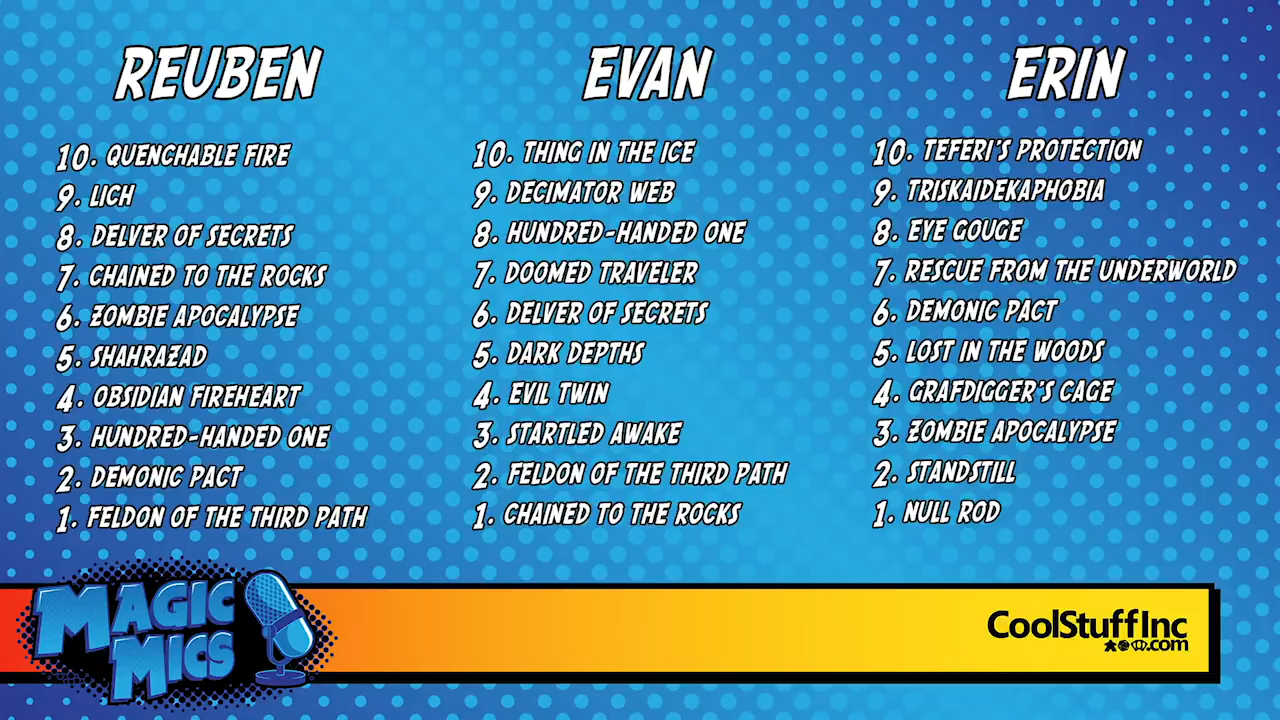 REUBEN
10. QUENCHABLE FIRE
9. LICH
8. DELVER OF SECRETS
7. CHAINED TO THE ROCKS
6. ZOMBIE APOCALYPSE
5. SHAHRAZAD
4. OBSIDIAN FIREHEART
3. HUNDRED-HANDED ONE
2. DEMONIC PACT
1. FELDON OF THE THIRD PATH
EVAN
10. THING IN THE ICE
9. DECIMATOR WEB
8. HUNDRED-HANDED ONE
7. DOOMED TRAVELER
6. DELVER OF SECRETS
5. DARK DEPTHS
4. EVIL TWIN
3. STARTLED AWAKE
2. FELDON OF THE THIRD PATH
1. CHAINED TO THE ROCKS
ERIN
10. TEFERI'S PROTECTION
9. TRISKAIDEKAPHOBIA
8. EYE GOUGE
7. RESCUE FROM THE UNDERWORLD
6. DEMONIC PACT
5. LOST IN THE WOODS
4. GRAFDIGGER'S CAGE
3. ZOMBIE APOCALYPSE
2. STANDSTILL
1. NULL ROD
MAGIC
MICS
CoolStuffInc
.com